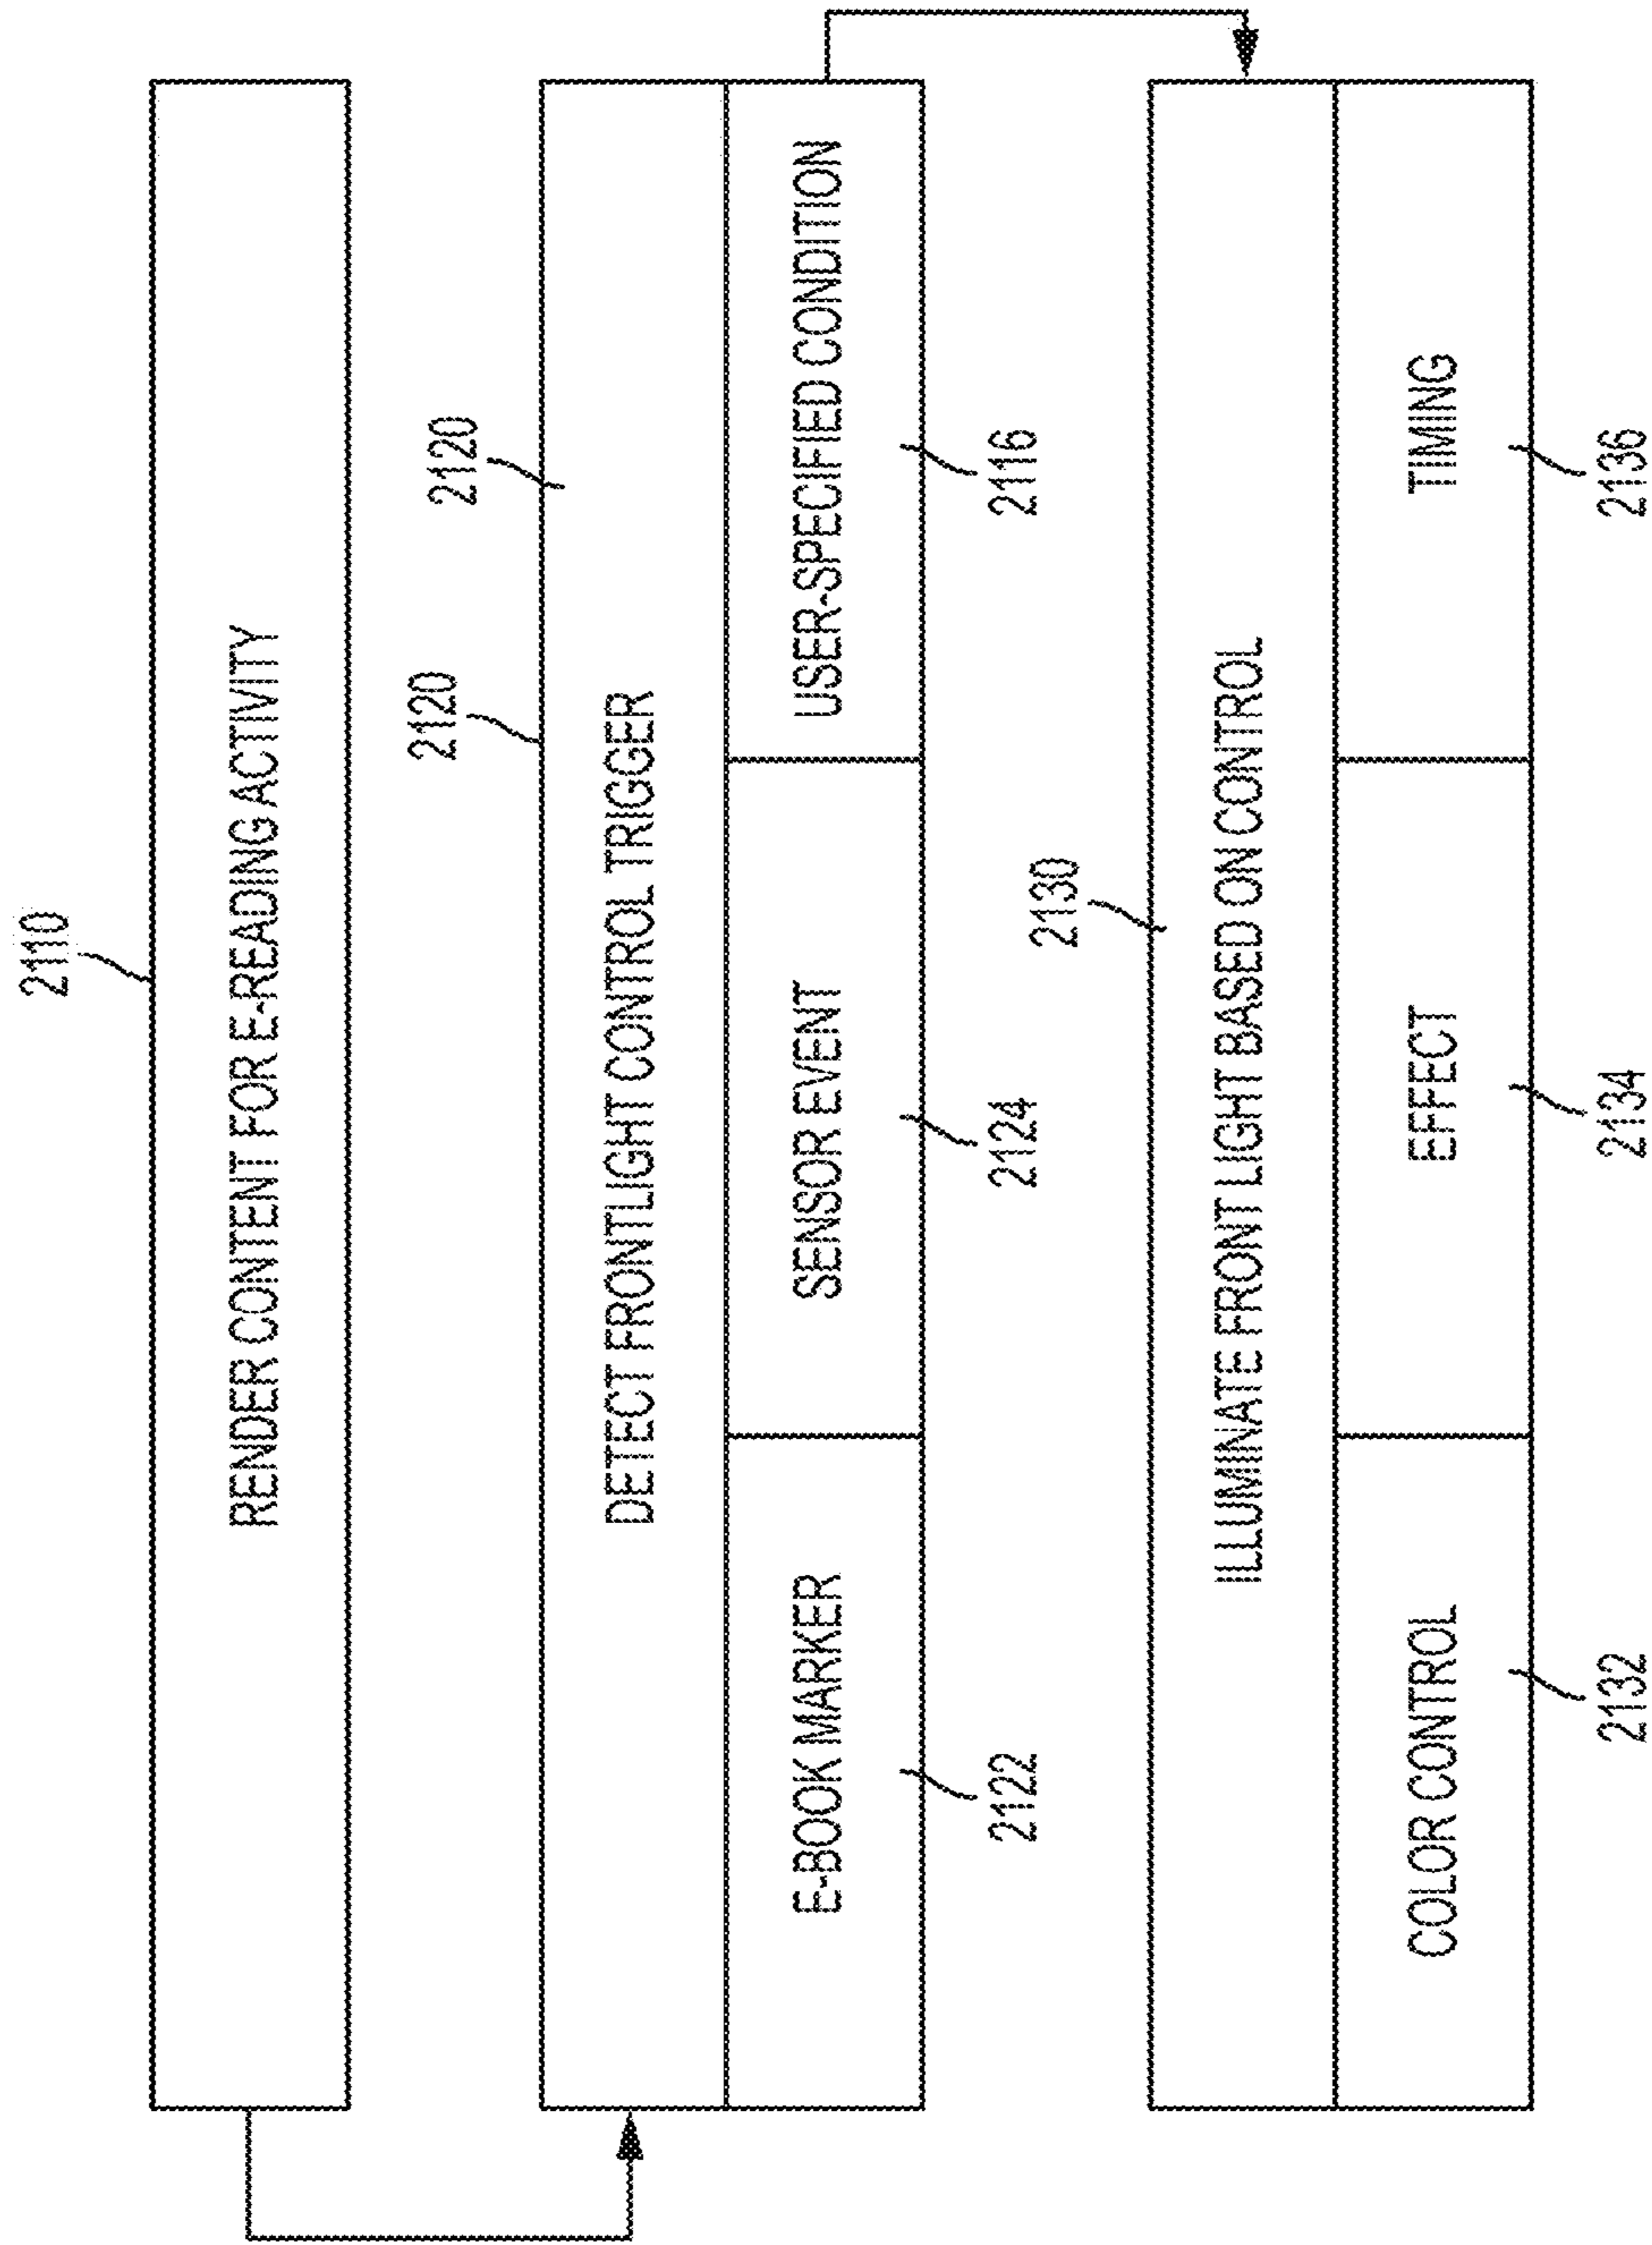 2110
RENDER CONTENT FOR E-READING ACTIVITY
2120
2120
DETECT FRONTLIGHT CONTROL TRIGGER
E-BOOK MARKER
SENSOR EVENT
USER-SPECIFIED CONDITION
2122
2124
2116
2130
ILLUMINATE FRONT LIGHT BASED ON CONTROL
COLOR CONTROL
EFFECT
TIMING
2132
2134
2136